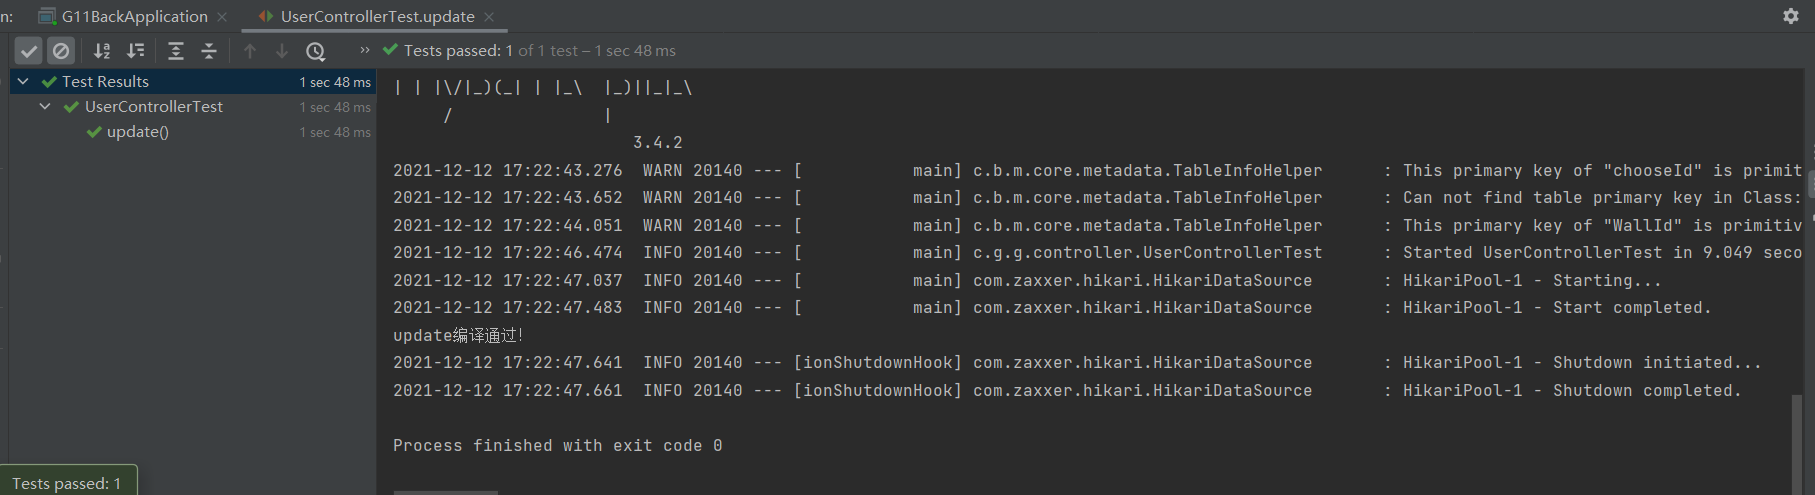 n: G11BackApplication × UserControllerTest.update ×
» Tests passed: 1 of 1 test – 1 sec 48 ms
Test Results 1 sec 48 ms
UserControllerTest 1 sec 48 ms
update() 1 sec 48 ms
| | |\/|_)(_| | |_\  |_)||_|_\
     /               |
3.4.2
2021-12-12 17:22:43.276  WARN 20140 --- [           main] c.b.m.core.metadata.TableInfoHelper      : This primary key of "chooseId" is primit
2021-12-12 17:22:43.652  WARN 20140 --- [           main] c.b.m.core.metadata.TableInfoHelper      : Can not find table primary key in Class:
2021-12-12 17:22:44.051  WARN 20140 --- [           main] c.b.m.core.metadata.TableInfoHelper      : This primary key of "WallId" is primitiv
2021-12-12 17:22:46.474  INFO 20140 --- [           main] c.g.g.controller.UserControllerTest      : Started UserControllerTest in 9.049 seco
2021-12-12 17:22:47.037  INFO 20140 --- [           main] com.zaxxer.hikari.HikariDataSource       : HikariPool-1 - Starting...
2021-12-12 17:22:47.483  INFO 20140 --- [           main] com.zaxxer.hikari.HikariDataSource       : HikariPool-1 - Start completed.
update编译通过!
2021-12-12 17:22:47.641  INFO 20140 --- [ionShutdownHook] com.zaxxer.hikari.HikariDataSource       : HikariPool-1 - Shutdown initiated...
2021-12-12 17:22:47.661  INFO 20140 --- [ionShutdownHook] com.zaxxer.hikari.HikariDataSource       : HikariPool-1 - Shutdown completed.
Process finished with exit code 0
Tests passed: 1